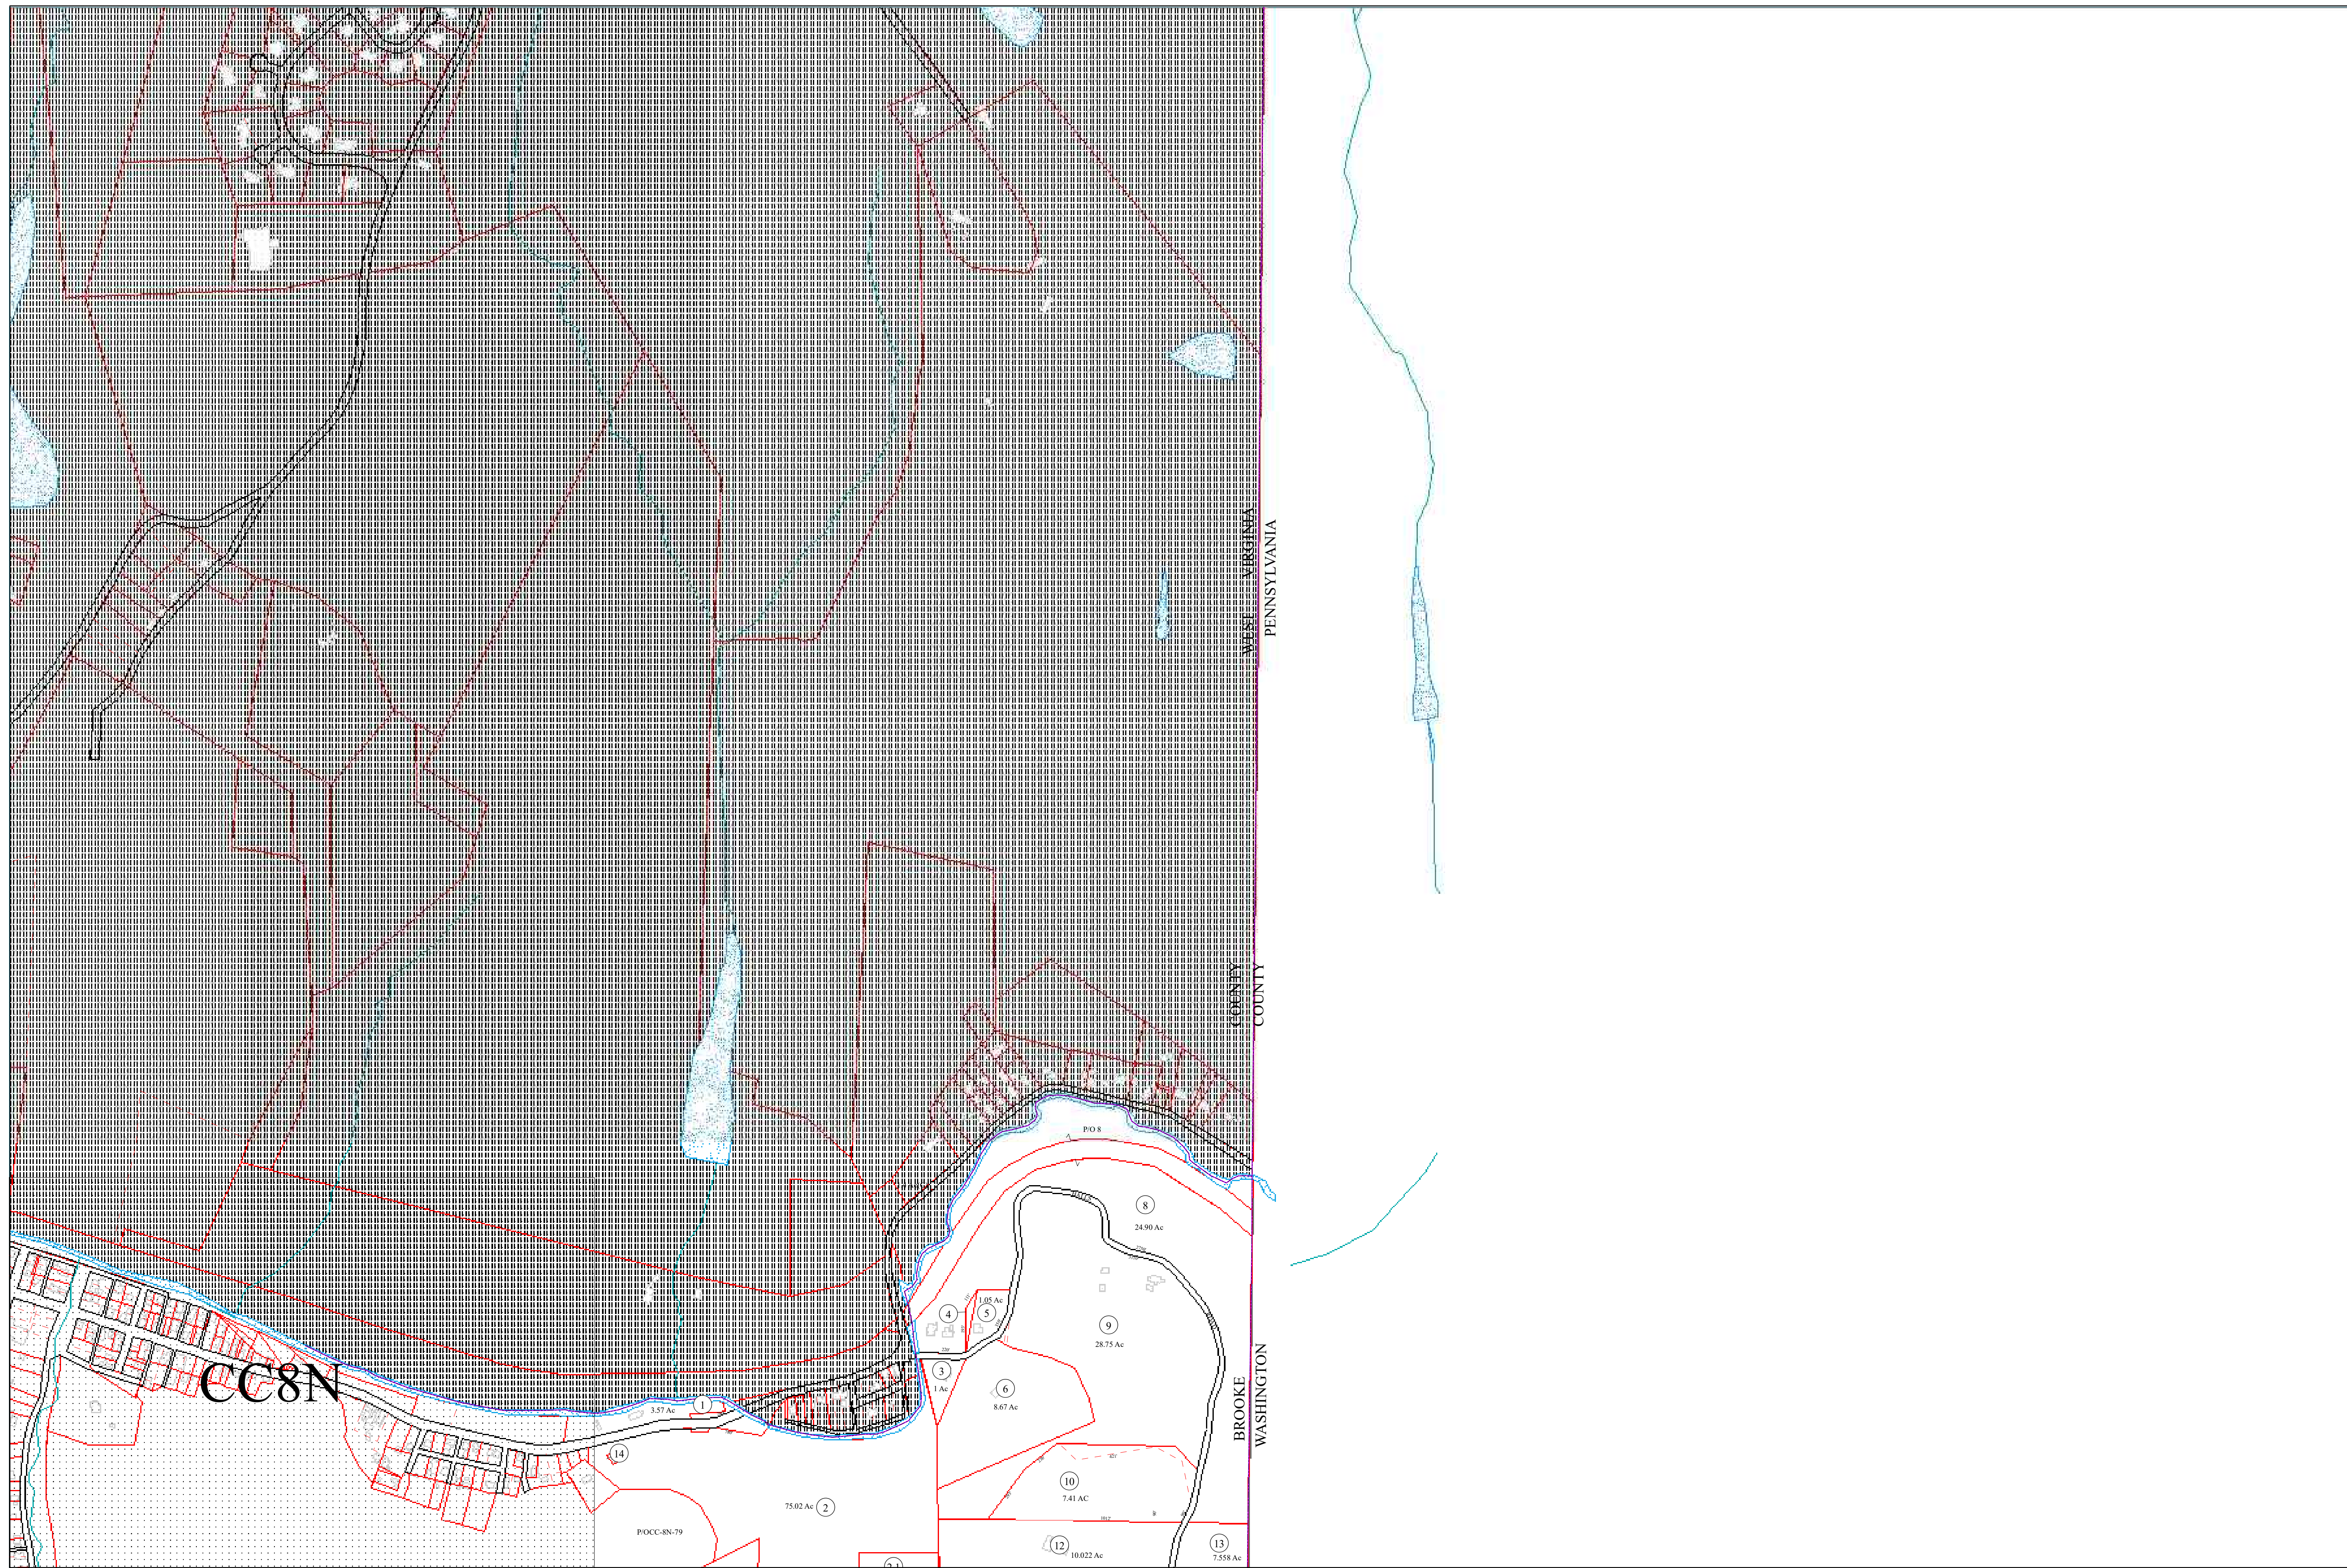 WEST VIRGINIA
PENNSYLVANIA
COUNTY
COUNTY
P/O 8
8
24.90 Ac
1.05 Ac
4
5
9
28.75 Ac
3
1 Ac
6
8.67 Ac
BROOKE
WASHINGTON
CC8N
1
3.57 Ac
14
10
7.41 AC
75.02 Ac
2
P/OCC-8N-79
12
10.022 Ac
13
7.558 Ac